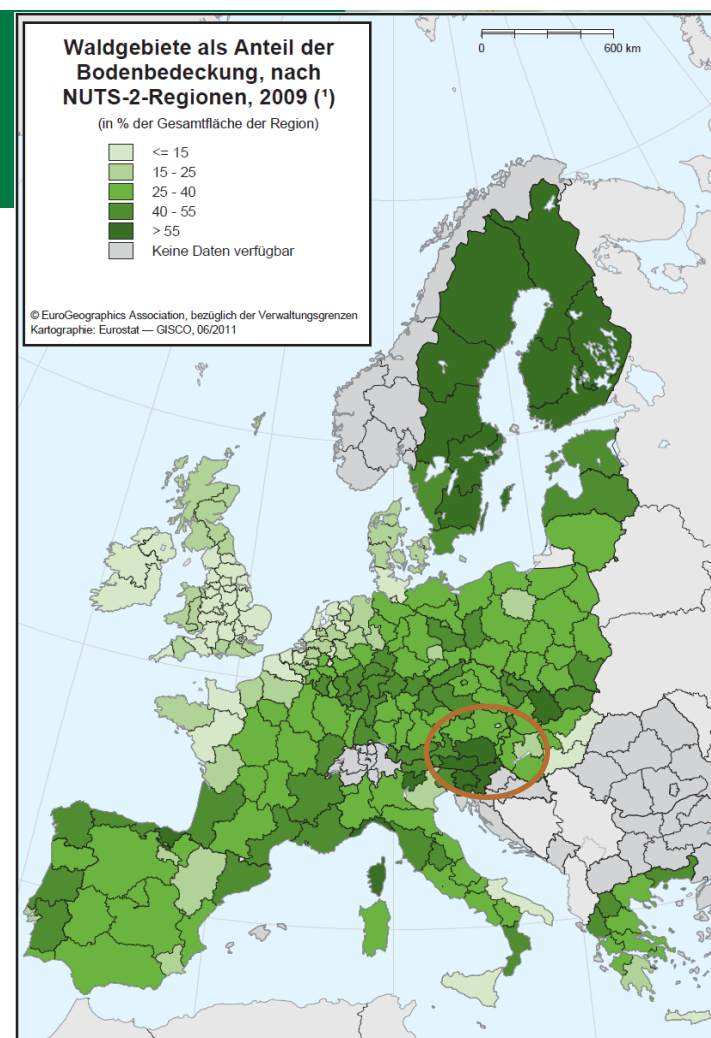 Waldgebiete als Anteil der
Bodenbedeckung, nach
NUTS-2-Regionen, 2009 (¹)
(in % der Gesamtfläche der Region)
<= 15
15 - 25
25 - 40
40 - 55
> 55
Keine Daten verfügbar
© EuroGeographics Association, bezüglich der Verwaltungsgrenzen
Kartographie: Eurostat — GISCO, 06/2011
0 600 km